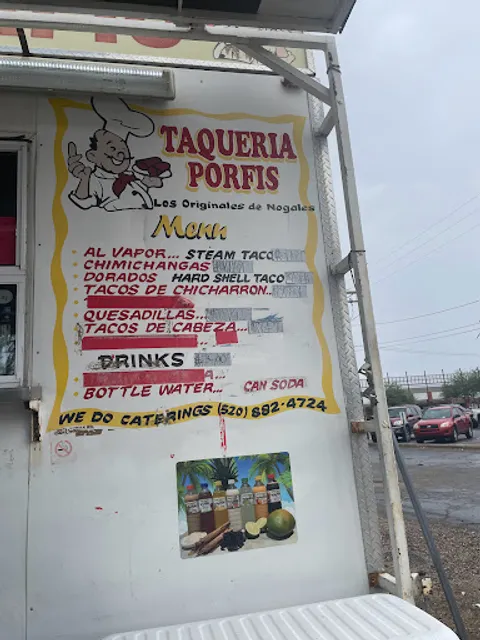 TAQUERIA
PORFIS
Los Originales de Nogales
Menu
AL VAPOR... STEAM TACO
CHIMICHANGAS
DORADOS HARD SHELL TACO
TACOS DE CHICHARRON...
QUESADILLAS...
TACOS DE CABEZA...
DRINKS
A...
BOTTLE WATER... CAN SODA
WE DO CATERINGS (520) 892-4724